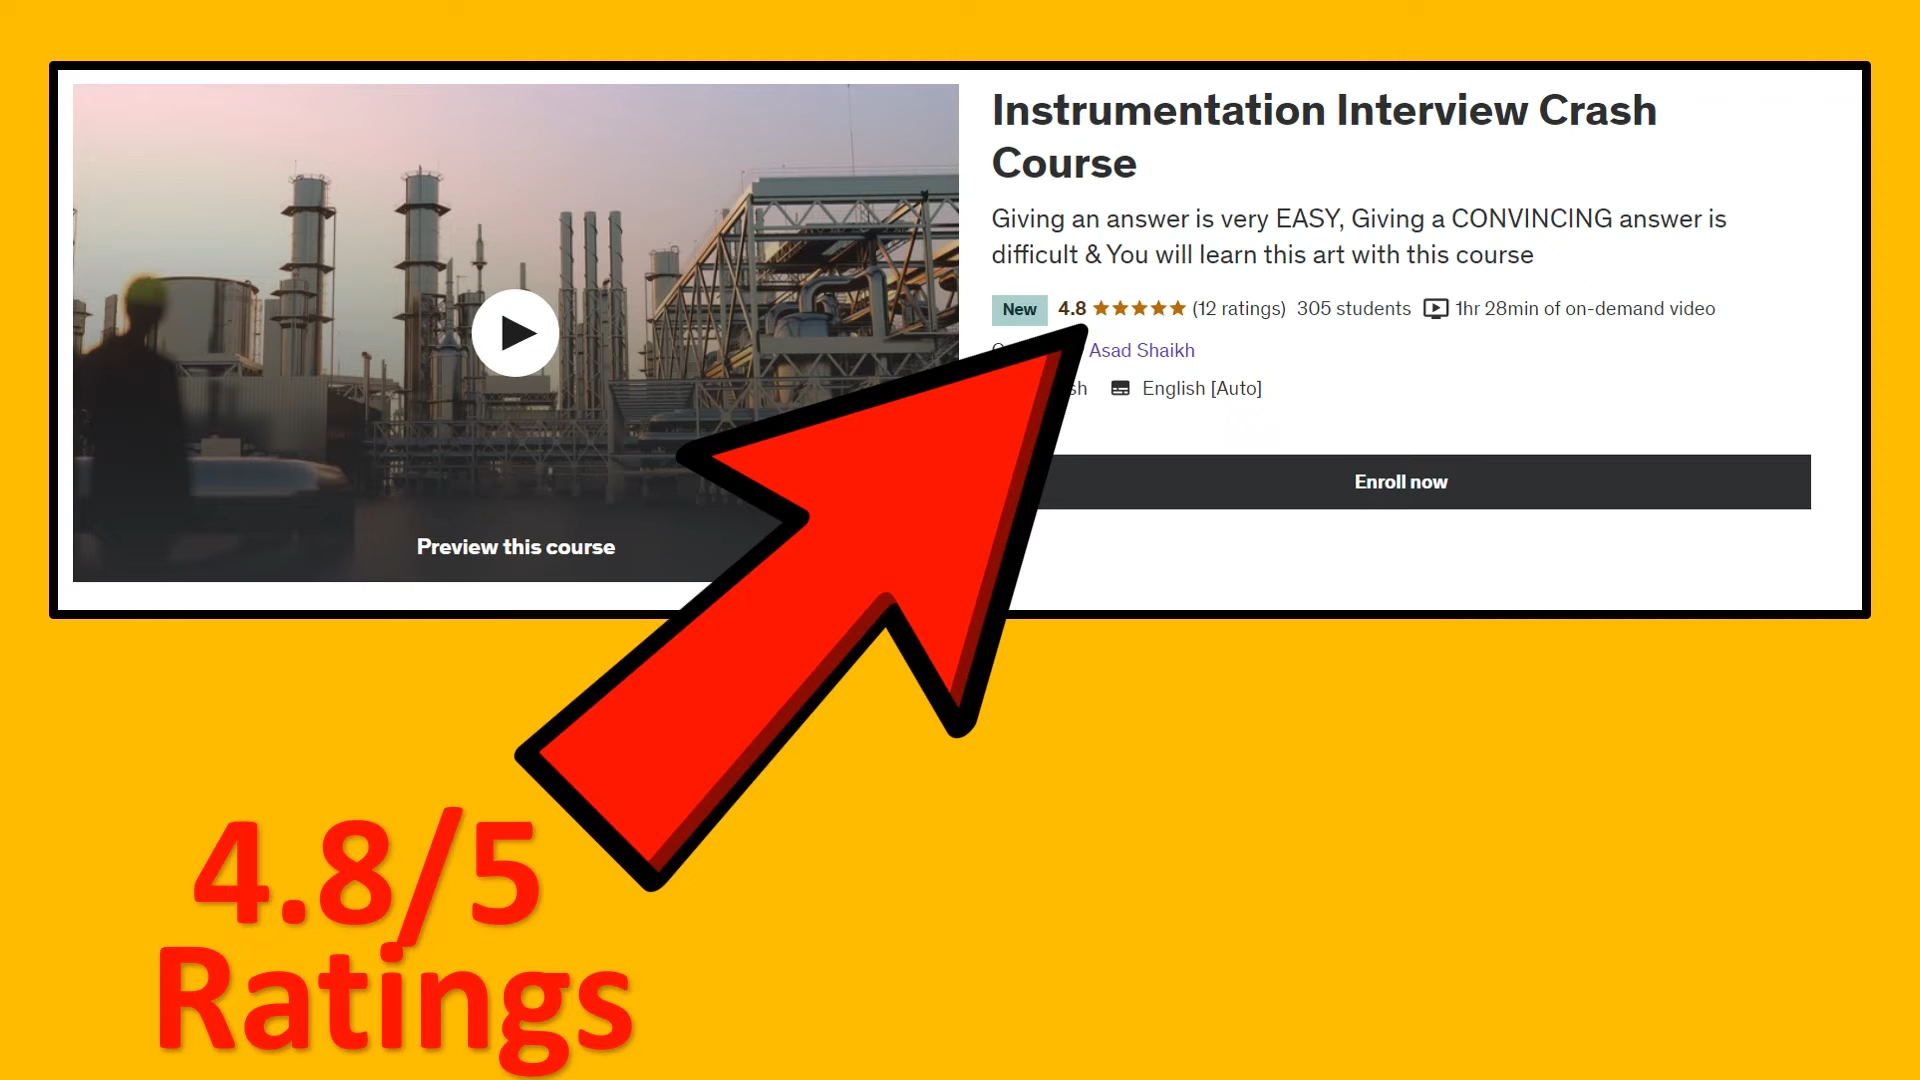 Instrumentation Interview Crash
Course
Giving an answer is very EASY, Giving a CONVINCING answer is
difficult & You will learn this art with this course
New 4.8 (12 ratings) 305 students 1hr 28min of on-demand video
Asad Shaikh
English [Auto]
Enroll now
Preview this course
4.8/5
Ratings